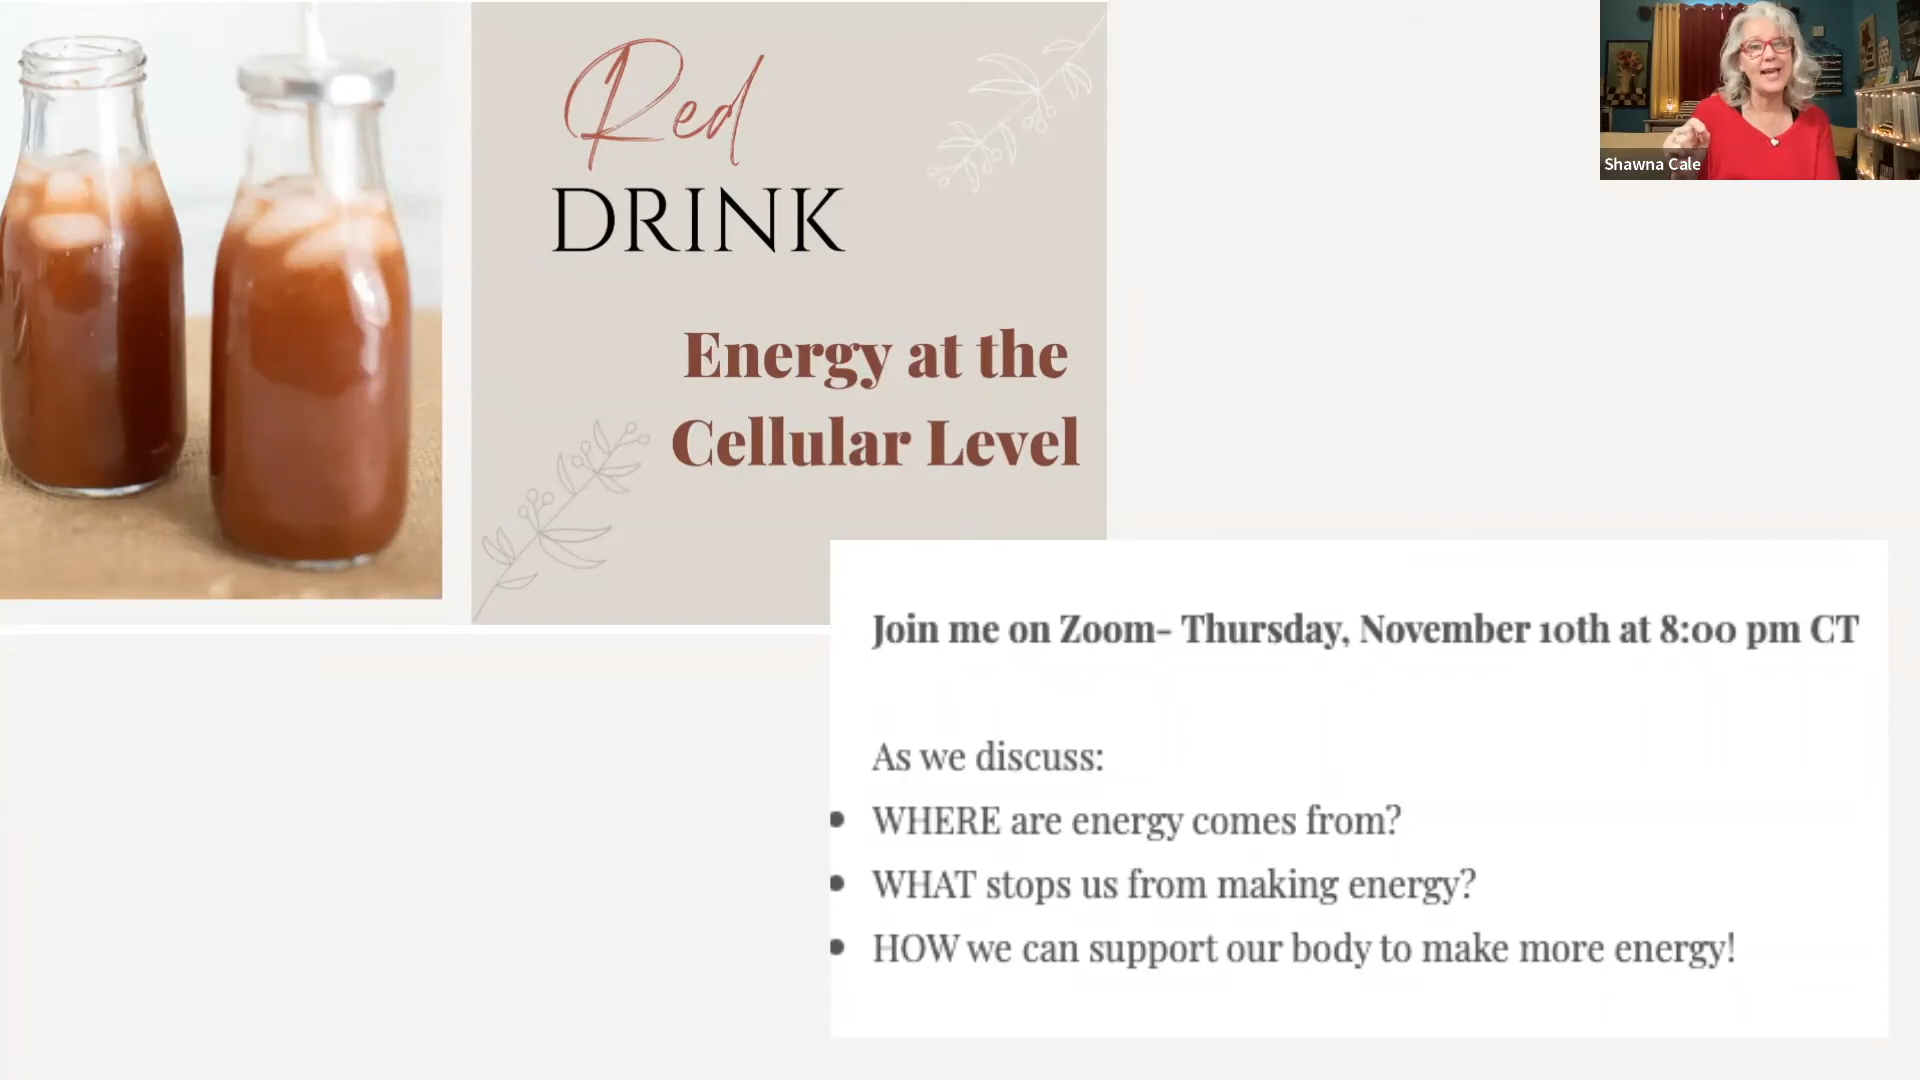 Red
DRINK
Energy at the
Cellular Level
Shawna Cale
Join me on Zoom- Thursday, November 10th at 8:00 pm CT
As we discuss:
• WHERE are energy comes from?
• WHAT stops us from making energy?
• HOW we can support our body to make more energy!